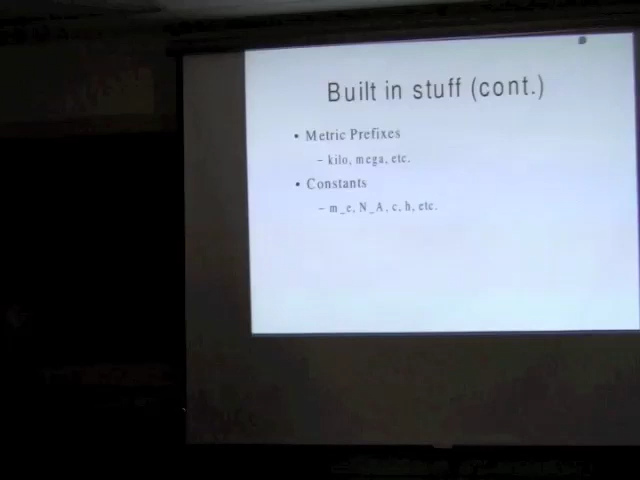 Built in stuff (cont.)
• Metric Prefixes
– kilo, mega, etc.
• Constants
– m_e, N_A, c, h, etc.